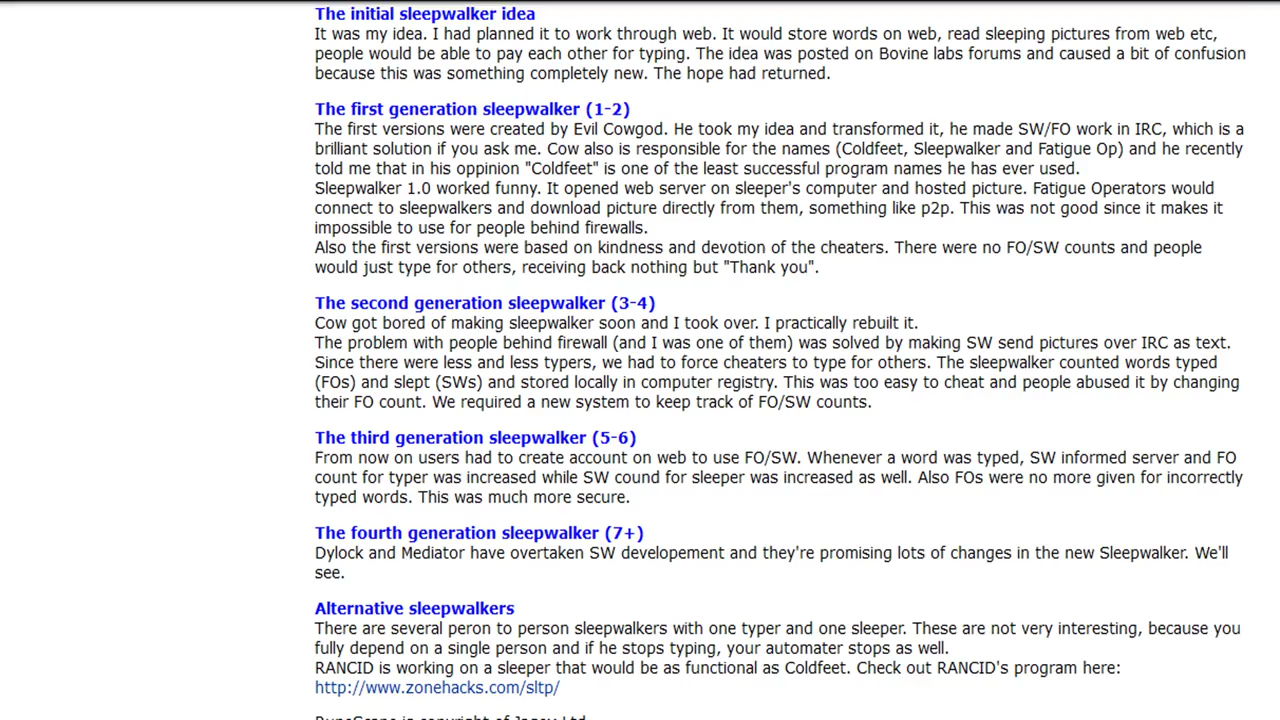 The initial sleepwalker idea
It was my idea. I had planned it to work through web. It would store words on web, read sleeping pictures from web etc,
people would be able to pay each other for typing. The idea was posted on Bovine labs forums and caused a bit of confusion
because this was something completely new. The hope had returned.
The first generation sleepwalker (1-2)
The first versions were created by Evil Cowgod. He took my idea and transformed it, he made SW/FO work in IRC, which is a
brilliant solution if you ask me. Cow also is responsible for the names (Coldfeet, Sleepwalker and Fatigue Op) and he recently
told me that in his oppinion "Coldfeet" is one of the least successful program names he has ever used.
Sleepwalker 1.0 worked funny. It opened web server on sleeper's computer and hosted picture. Fatigue Operators would
connect to sleepwalkers and download picture directly from them, something like p2p. This was not good since it makes it
impossible to use for people behind firewalls.
Also the first versions were based on kindness and devotion of the cheaters. There were no FO/SW counts and people
would just type for others, receiving back nothing but "Thank you".
The second generation sleepwalker (3-4)
Cow got bored of making sleepwalker soon and I took over. I practically rebuilt it.
The problem with people behind firewall (and I was one of them) was solved by making SW send pictures over IRC as text.
Since there were less and less typers, we had to force cheaters to type for others. The sleepwalker counted words typed
(FOs) and slept (SWs) and stored locally in computer registry. This was too easy to cheat and people abused it by changing
their FO count. We required a new system to keep track of FO/SW counts.
The third generation sleepwalker (5-6)
From now on users had to create account on web to use FO/SW. Whenever a word was typed, SW informed server and FO
count for typer was increased while SW cound for sleeper was increased as well. Also FOs were no more given for incorrectly
typed words. This was much more secure.
The fourth generation sleepwalker (7+)
Dylock and Mediator have overtaken SW developement and they're promising lots of changes in the new Sleepwalker. We'll
see.
Alternative sleepwalkers
There are several peron to person sleepwalkers with one typer and one sleeper. These are not very interesting, because you
fully depend on a single person and if he stops typing, your automater stops as well.
RANCID is working on a sleeper that would be as functional as Coldfeet. Check out RANCID's program here:
http://www.zonehacks.com/sltp/
RuneScape is copyright of Jagex Ltd